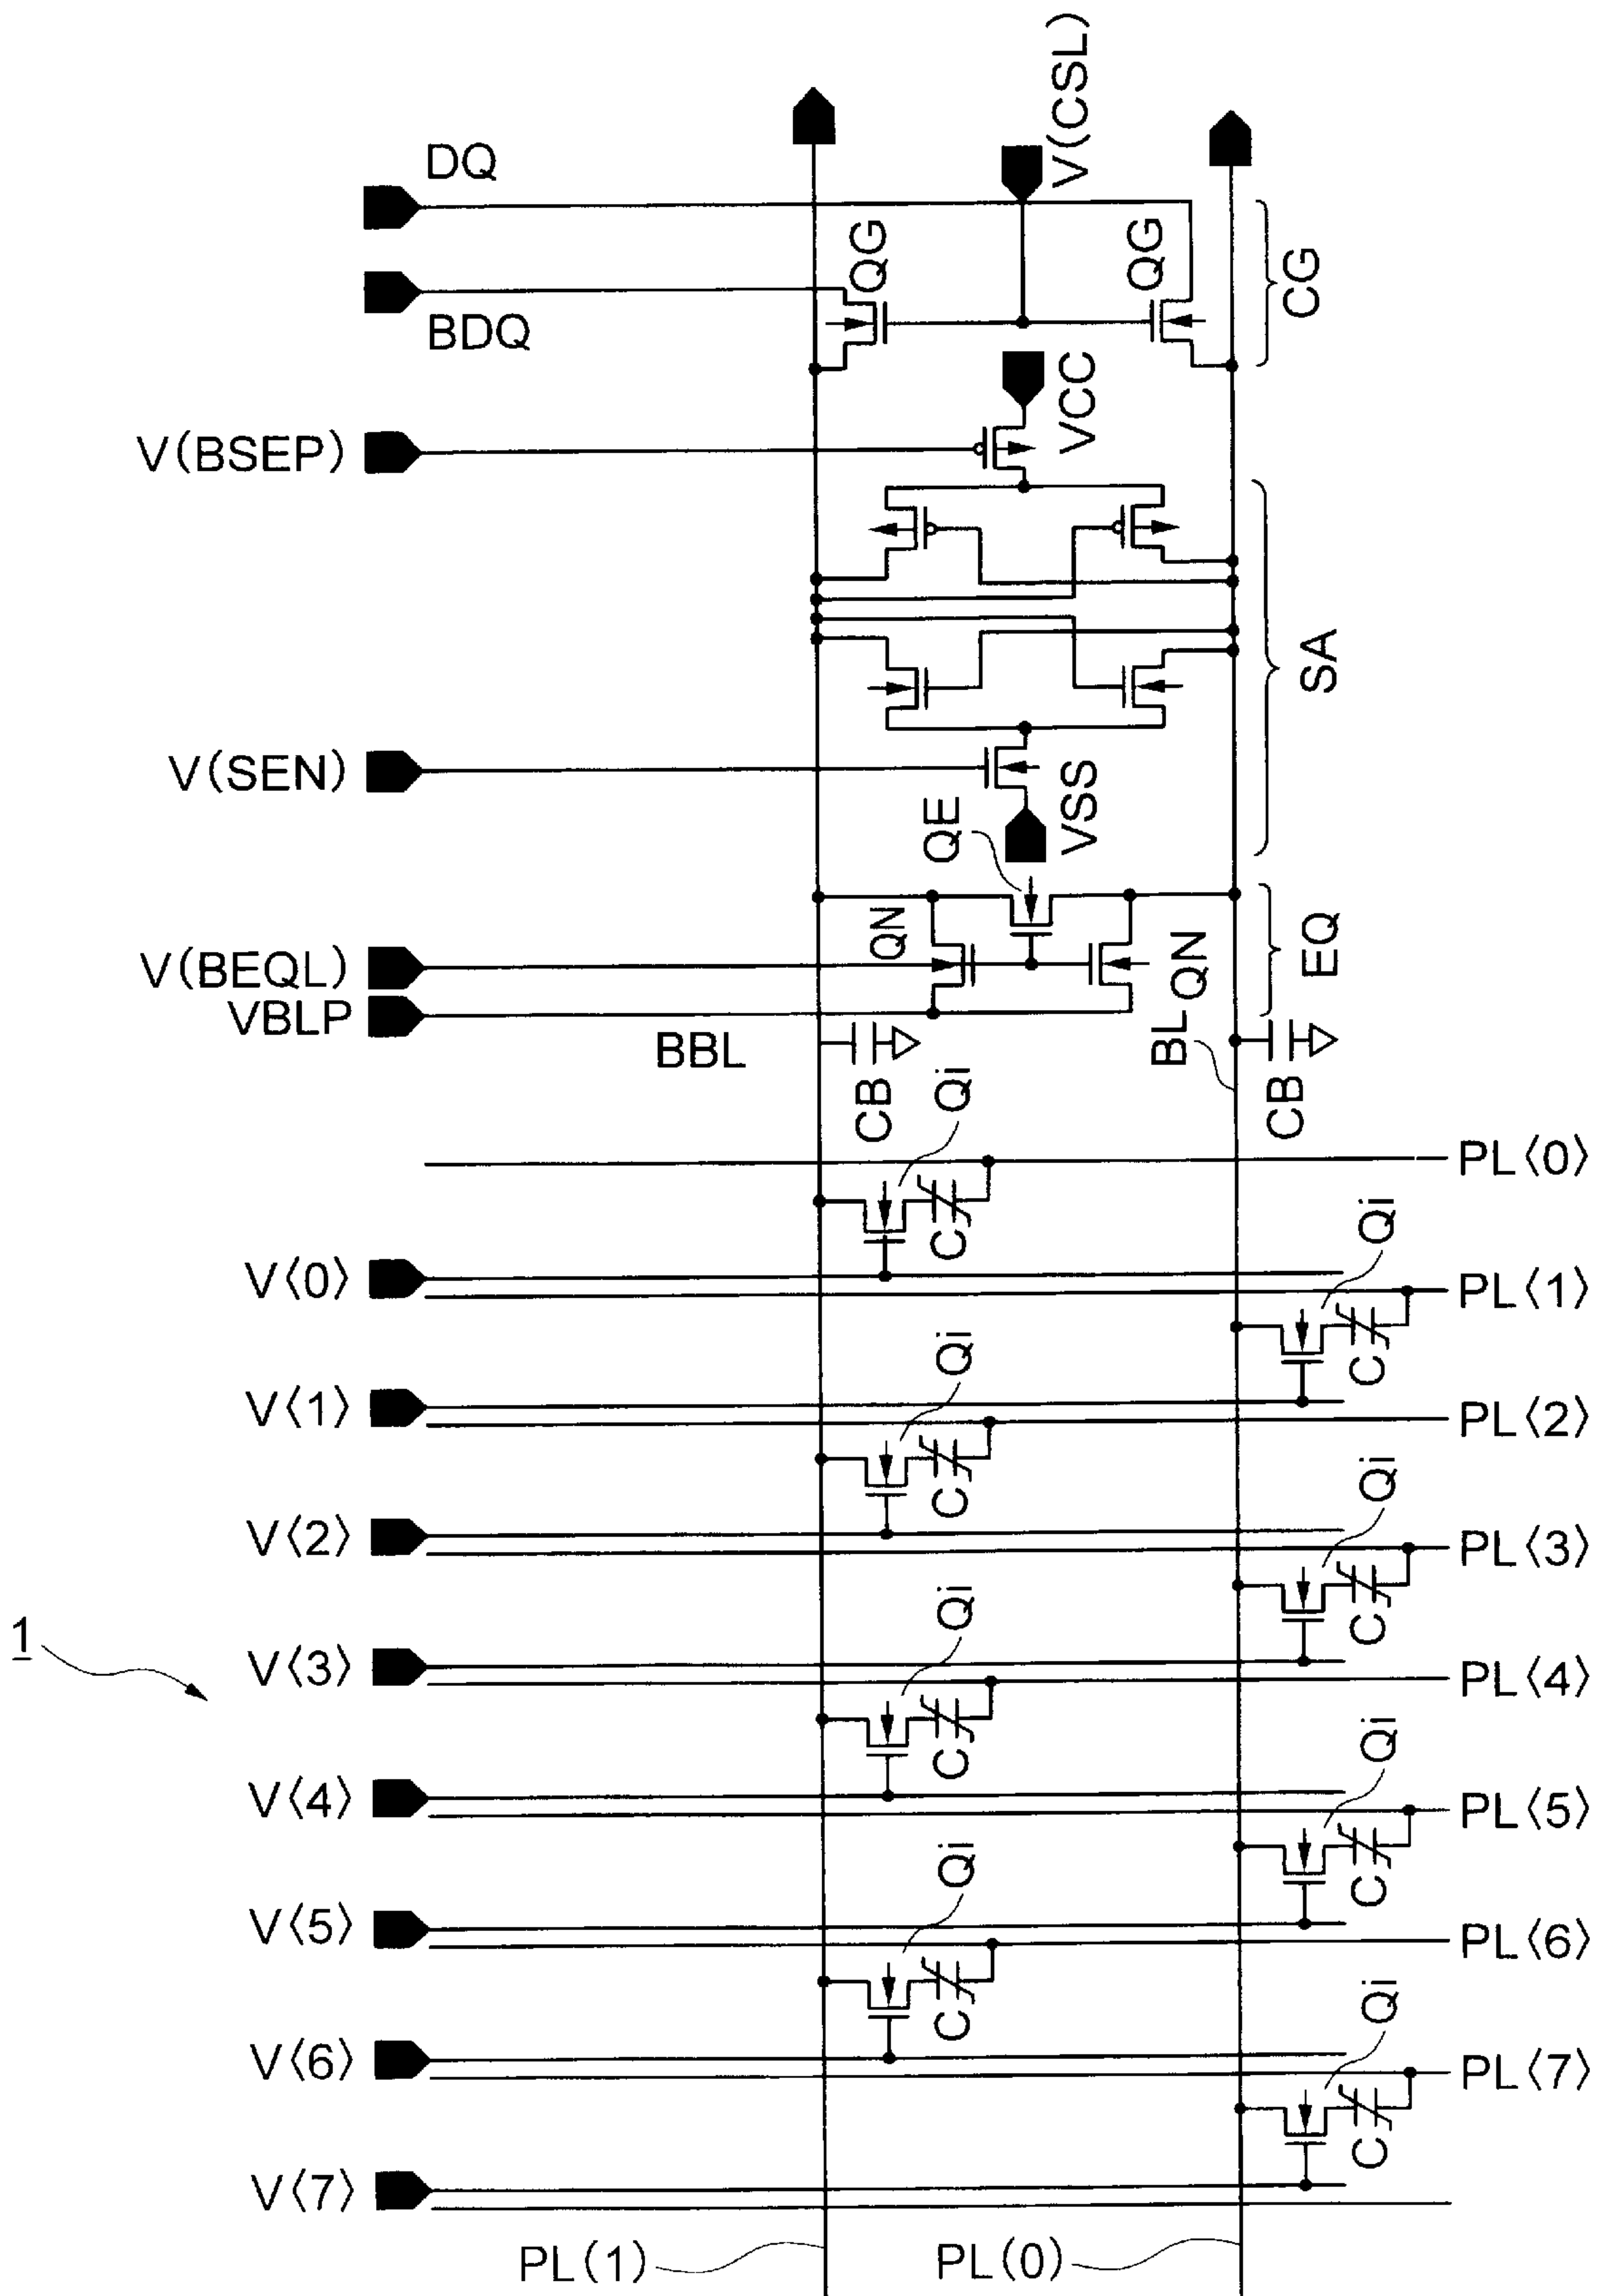 DQ
V(CSL)
BDQ
QG
QG
CG
V(BSEP)
VCC
SA
V(SEN)
QE
VSS
V(BEQL)
QN
QN
EQ
VBLP
BBL
BL
CB
CB
Qi
PL⟨0⟩
C
V⟨0⟩
Qi
PL⟨1⟩
C
V⟨1⟩
Qi
PL⟨2⟩
C
V⟨2⟩
Qi
PL⟨3⟩
C
1
V⟨3⟩
Qi
PL⟨4⟩
C
V⟨4⟩
Qi
PL⟨5⟩
C
V⟨5⟩
Qi
PL⟨6⟩
C
V⟨6⟩
Qi
PL⟨7⟩
C
V⟨7⟩
PL(1)
PL(0)